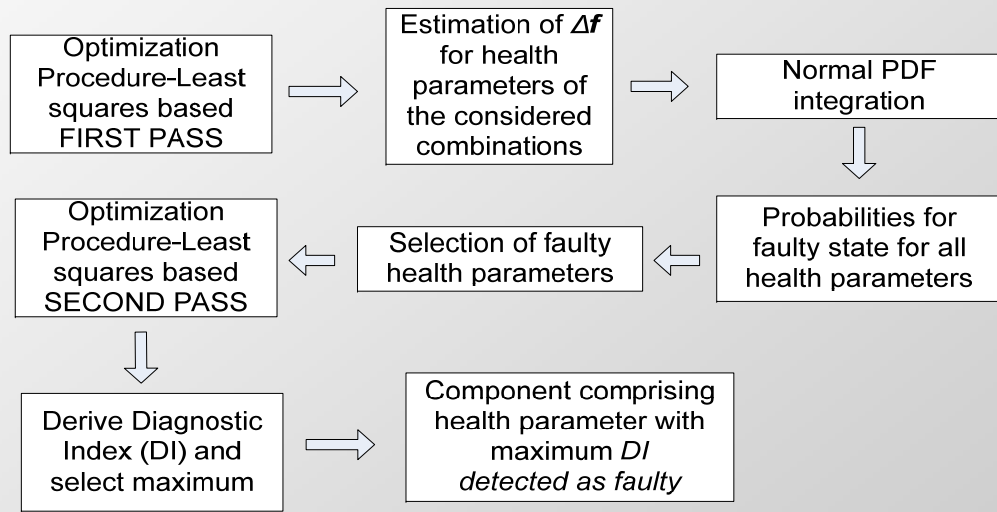 Optimization
Procedure-Least
squares based
FIRST PASS
Estimation of Δf
for health
parameters of
the considered
combinations
Normal PDF
integration
Probabilities for
faulty state for all
health parameters
Selection of faulty
health parameters
Optimization
Procedure-Least
squares based
SECOND PASS
Derive Diagnostic
Index (DI) and
select maximum
Component comprising
health parameter with
maximum DI
detected as faulty